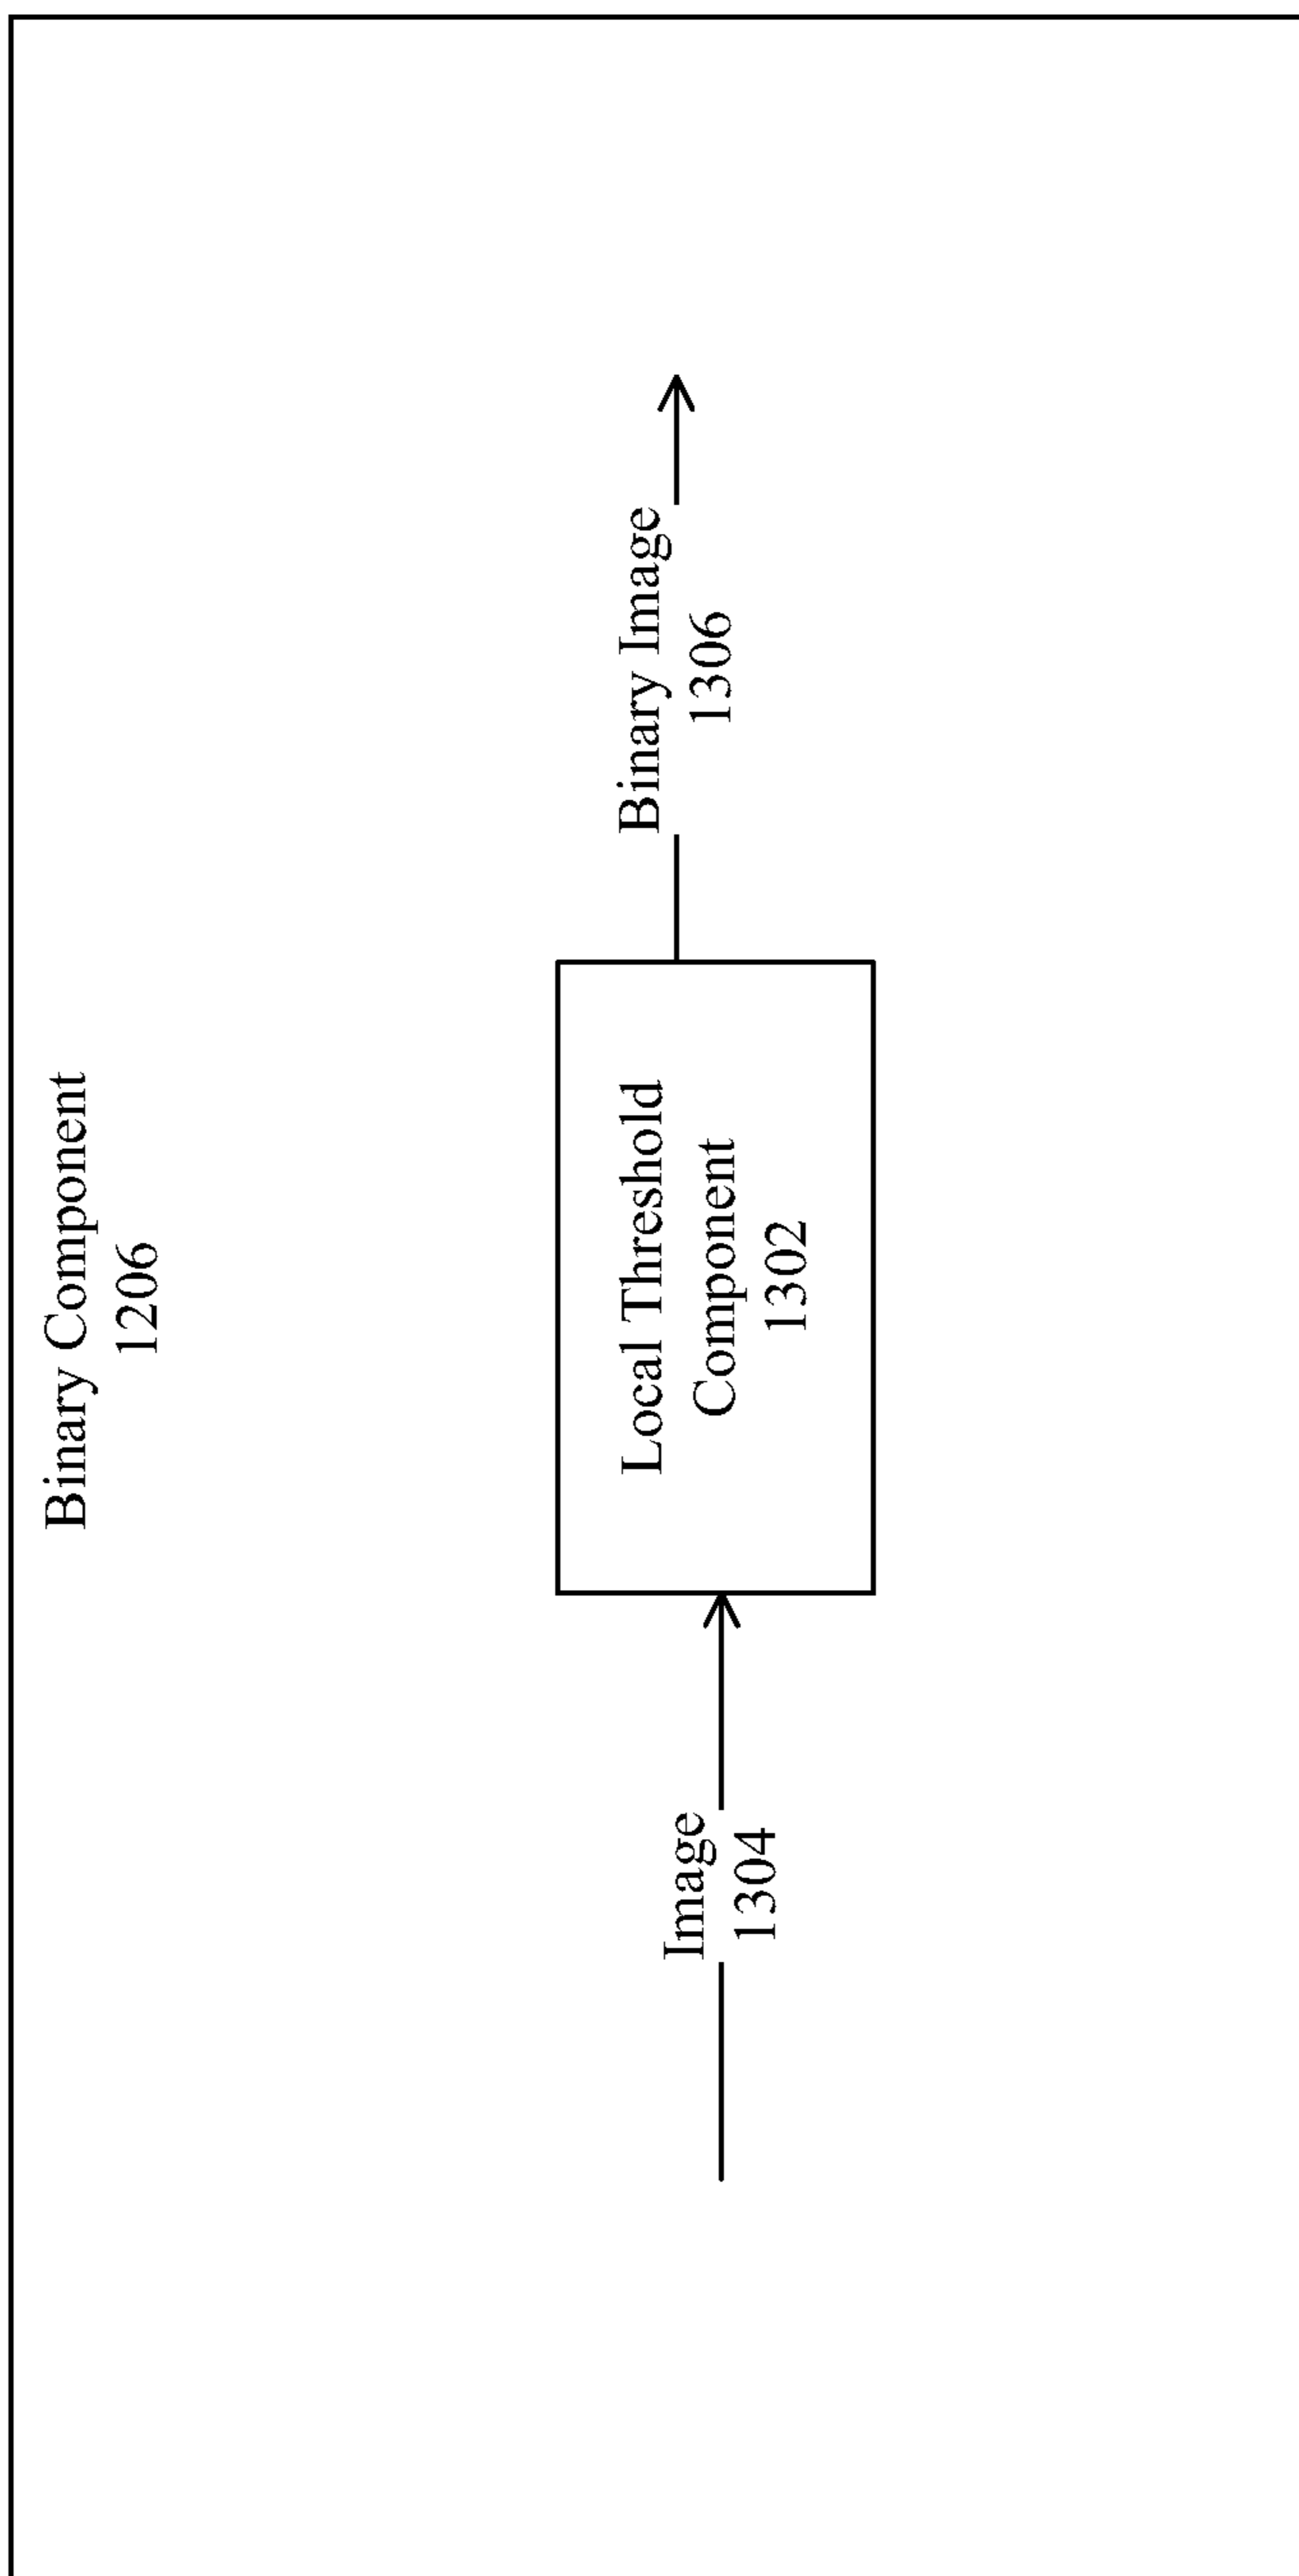 Binary Component
1206
Image
1304
Local Threshold
Component
1302
Binary Image
1306